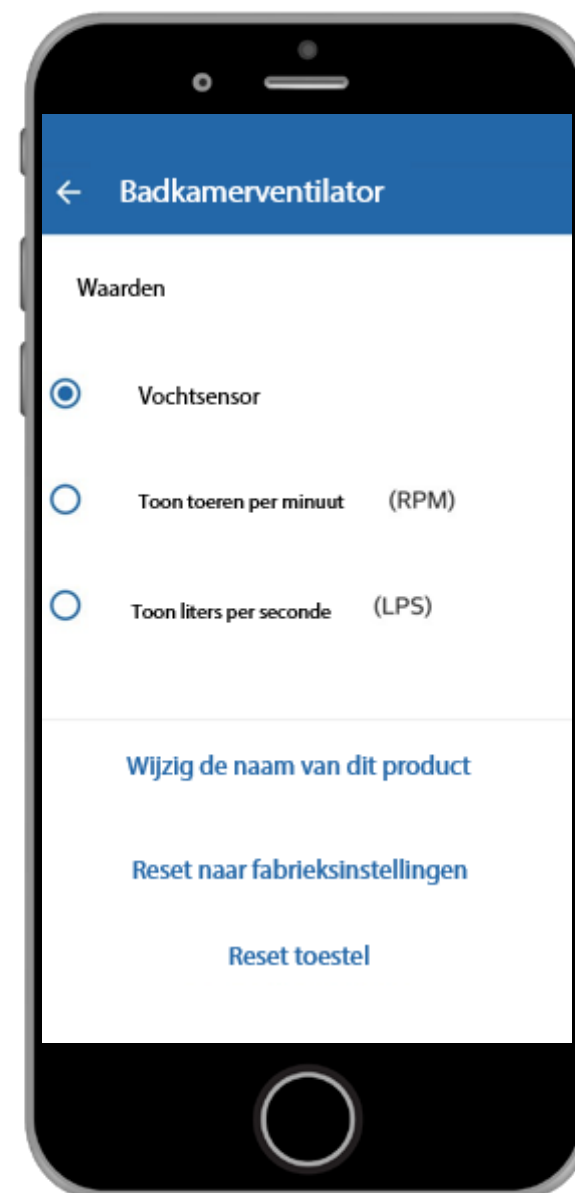 Badkamerventilator
Waarden
Vochtsensor
Toon toeren per minuut (RPM)
Toon liters per seconde (LPS)
Wijzig de naam van dit product
Reset naar fabrieksinstellingen
Reset toestel